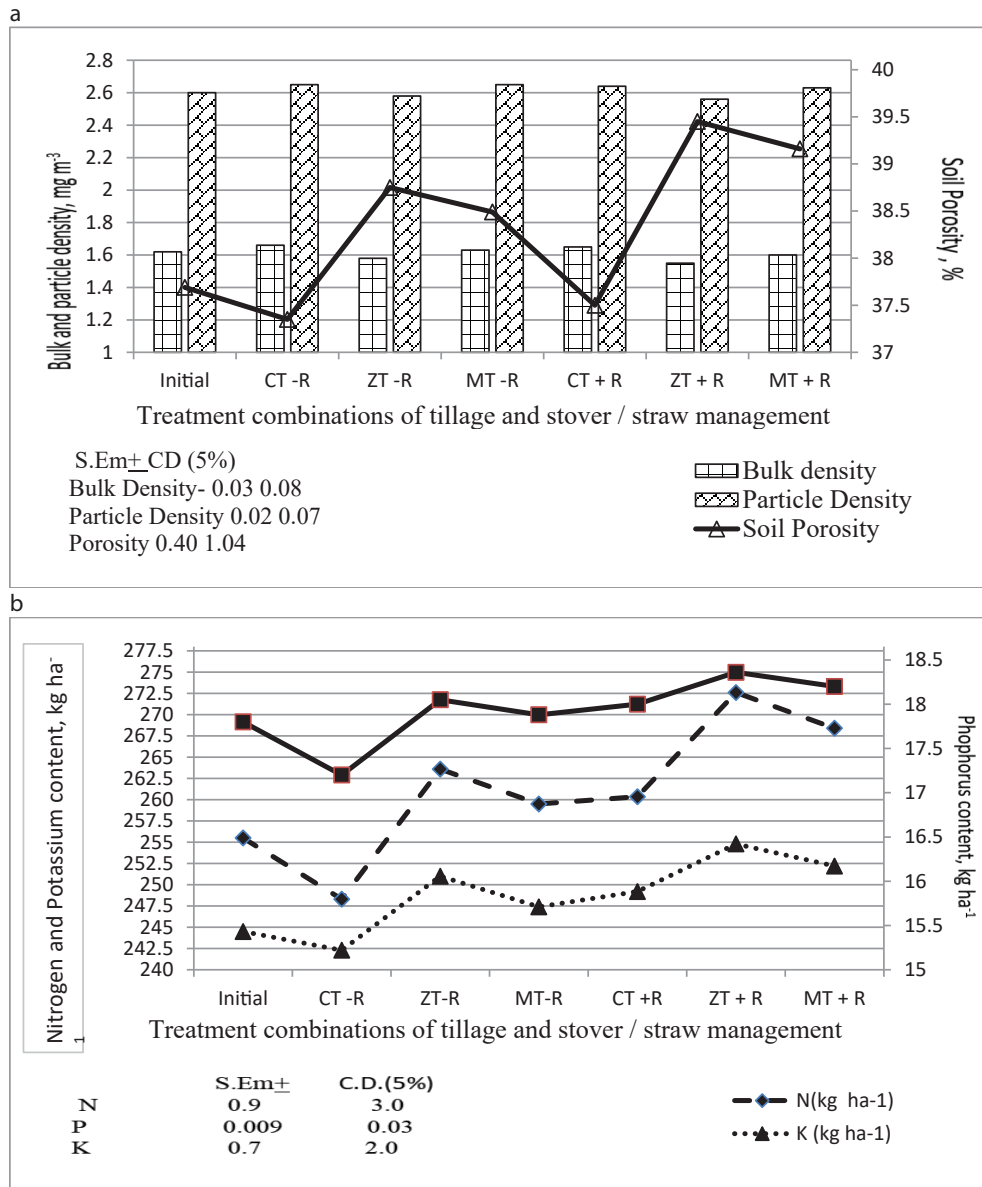 a
Bulk and particle density, mg m-3
2.8
2.6
2.4
2.2
2
1.8
1.6
1.4
1.2
1
40
39.5
39
38.5
38
37.5
37
Soil Porosity , %
Initial CT -R ZT -R MT -R CT + R ZT + R MT + R
Treatment combinations of tillage and stover / straw management
S.Em+ CD (5%)
Bulk Density- 0.03 0.08
Particle Density 0.02 0.07
Porosity 0.40 1.04
Bulk density
Particle Density
Soil Porosity
b
Nitrogen and Potassium content, kg ha-
1
277.5
275
272.5
270
267.5
265
262.5
260
257.5
255
252.5
250
247.5
245
242.5
240
18.5
18
17.5
17
16.5
16
15.5
15
Phophorus content, kg ha-1
Initial CT -R ZT-R MT-R CT +R ZT + R MT + R
Treatment combinations of tillage and stover / straw management
S.Em+ C.D.(5%)
N 0.9 3.0
P 0.009 0.03
K 0.7 2.0
N(kg ha-1)
K (kg ha-1)